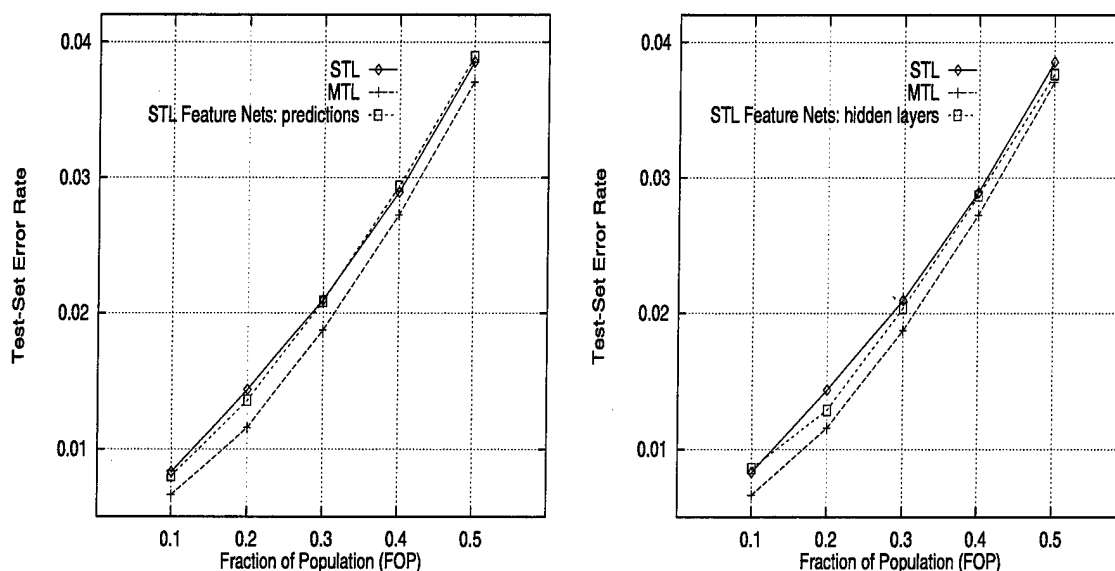 0.04
STL
MTL
STL Feature Nets: predictions
0.03
0.02
0.01
Test-Set Error Rate
0.1 0.2 0.3 0.4 0.5
Fraction of Population (FOP)
0.04
STL
MTL
STL Feature Nets: hidden layers
0.03
0.02
0.01
Test-Set Error Rate
0.1 0.2 0.3 0.4 0.5
Fraction of Population (FOP)